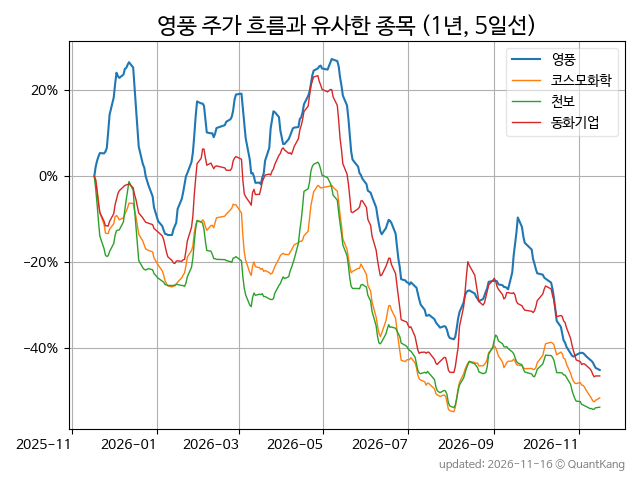 영풍 주가 흐름과 유사한 종목 (1년, 5일선)
영풍
코스모화학
천보
동화기업
20%
0%
−20%
−40%
2025−11
2026−01
2026−03
2026−05
2026−07
2026−09
2026−11
updated: 2026-11-16 © QuantKang